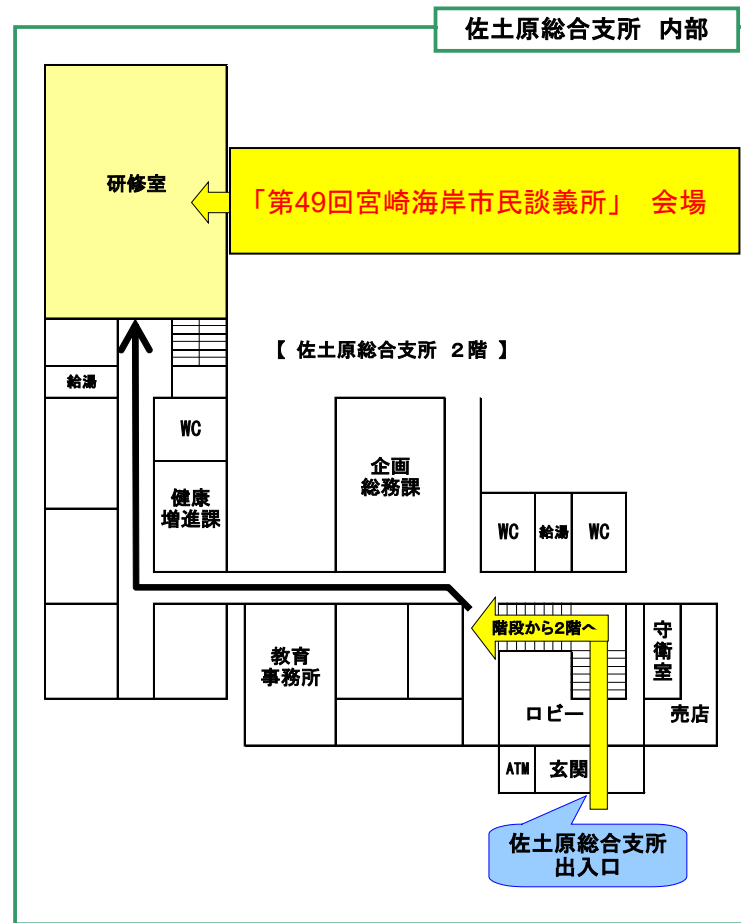 佐土原総合支所 内部
研修室
「第49回宮崎海岸市民談義所」 会場
【 佐土原総合支所 2階 】
給湯
WC
健康
増進課
企画
総務課
WC
給湯
WC
階段から2階へ
守
衛
室
教育
事務所
ロビー
売店
ATM
玄関
佐土原総合支所
出入口